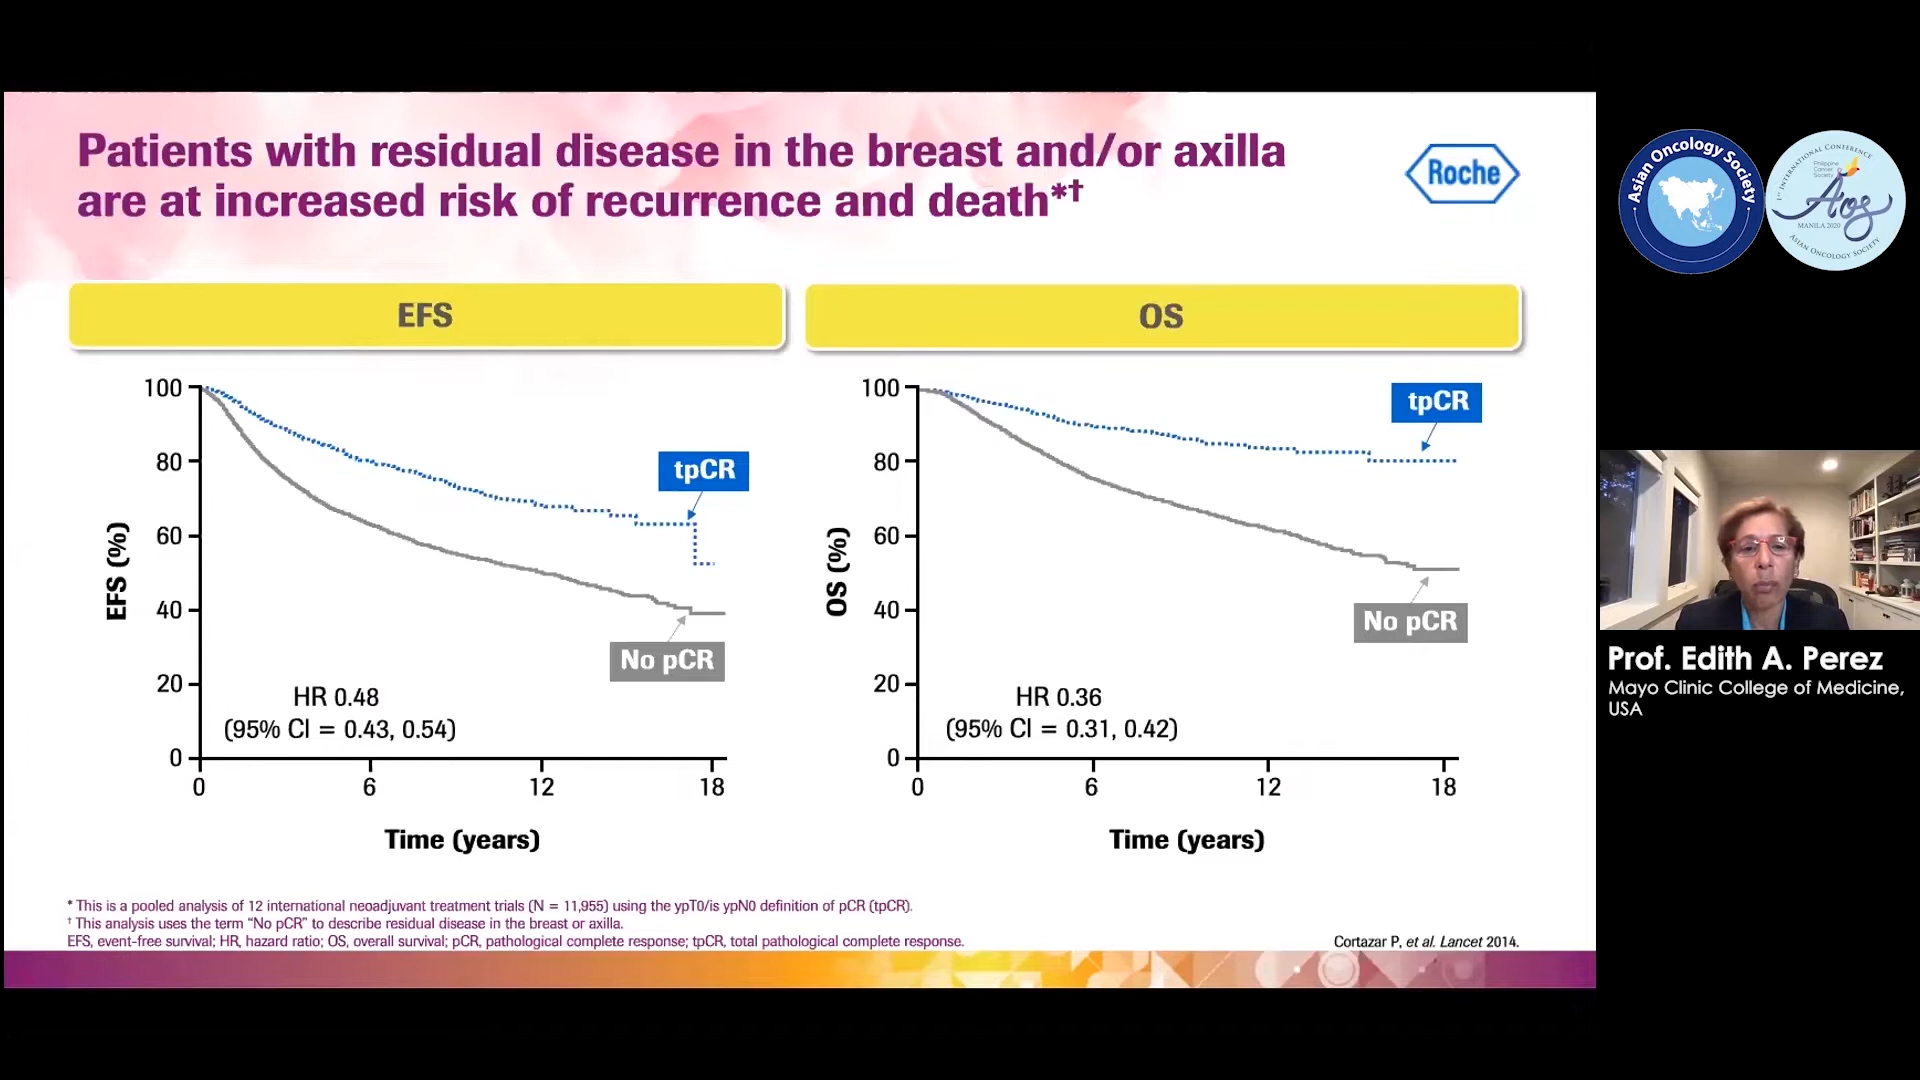 Patients with residual disease in the breast and/or axilla
are at increased risk of recurrence and death*†
Roche
EFS
OS
100
80
60
40
20
0
EFS (%)
tpCR
No pCR
HR 0.48
(95% CI = 0.43, 0.54)
0 6 12 18
Time (years)
100
80
60
40
20
0
OS (%)
tpCR
No pCR
HR 0.36
(95% CI = 0.31, 0.42)
0 6 12 18
Time (years)
* This is a pooled analysis of 12 international neoadjuvant treatment trials (N = 11,955) using the ypT0/is ypN0 definition of pCR (tpCR).
† This analysis uses the term “No pCR” to describe residual disease in the breast or axilla.
EFS, event-free survival; HR, hazard ratio; OS, overall survival; pCR, pathological complete response; tpCR, total pathological complete response.
Cortazar P, et al. Lancet 2014.
Asian Oncology Society
1st INTERNATIONAL CONFERENCE
Philippine
Cancer
Society
Aos
MANILA 2020
ASIAN ONCOLOGY SOCIETY
Prof. Edith A. Perez
Mayo Clinic College of Medicine,
USA